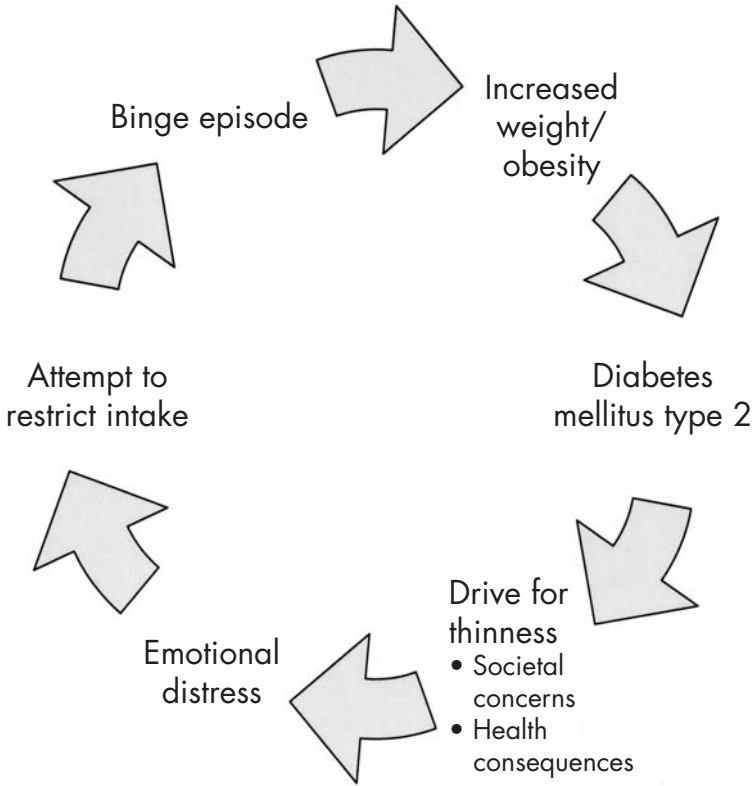 Binge episode
Increased
weight/
obesity
Diabetes
mellitus type 2
Drive for
thinness
• Societal
concerns
• Health
consequences
Emotional
distress
Attempt to
restrict intake